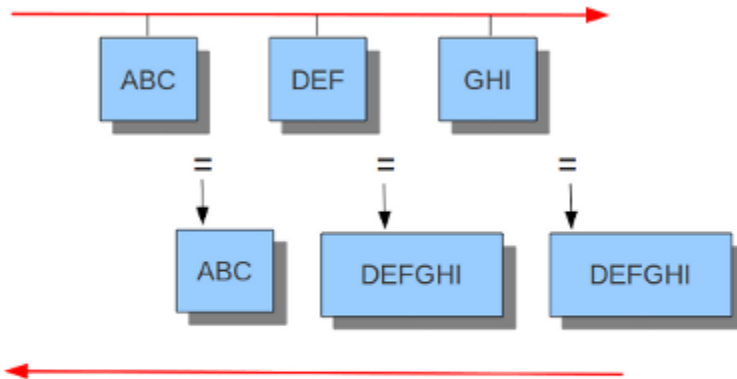 ABC DEF GHI
= = =
ABC DEFGHI DEFGHI